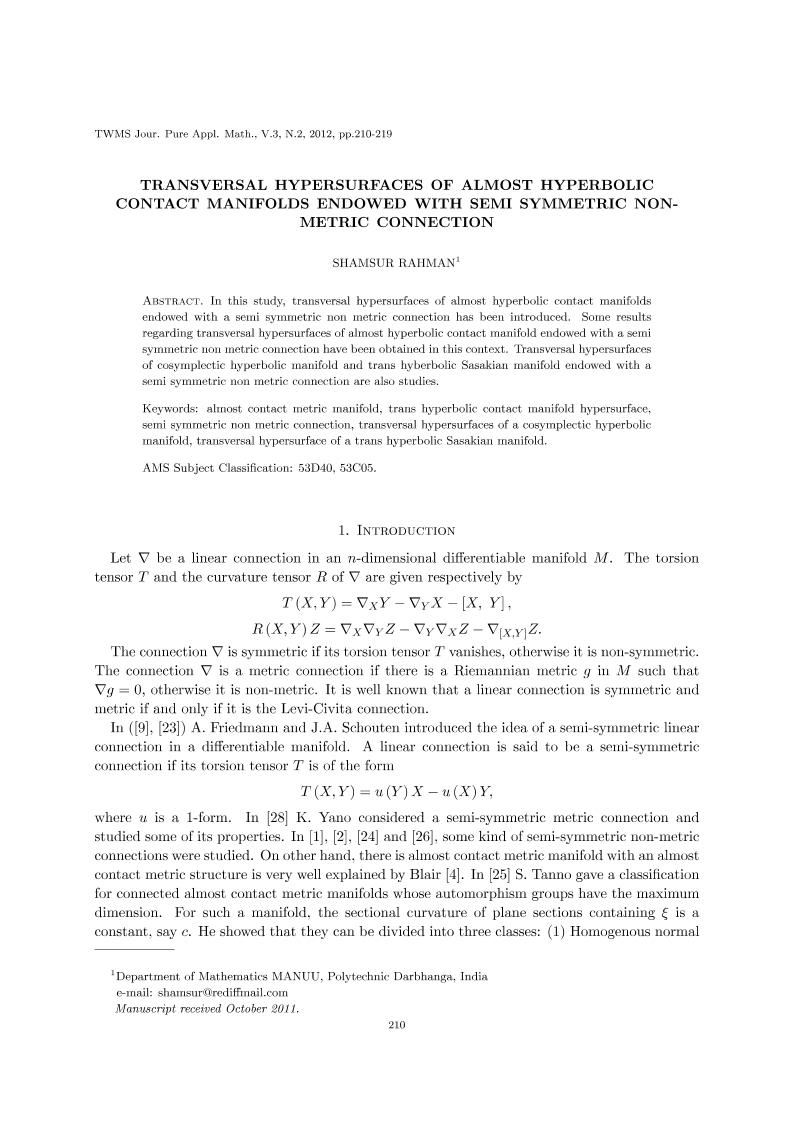 TWMS Jour. Pure Appl. Math., V.3, N.2, 2012, pp.210-219
TRANSVERSAL HYPERSURFACES OF ALMOST HYPERBOLIC
CONTACT MANIFOLDS ENDOWED WITH SEMI SYMMETRIC NON-
METRIC CONNECTION
SHAMSUR RAHMAN¹
Abstract. In this study, transversal hypersurfaces of almost hyperbolic contact manifolds
endowed with a semi symmetric non metric connection has been introduced. Some results
regarding transversal hypersurfaces of almost hyperbolic contact manifold endowed with a semi
symmetric non metric connection have been obtained in this context. Transversal hypersurfaces
of cosymplectic hyperbolic manifold and trans hyberbolic Sasakian manifold endowed with a
semi symmetric non metric connection are also studies.
Keywords: almost contact metric manifold, trans hyperbolic contact manifold hypersurface,
semi symmetric non metric connection, transversal hypersurfaces of a cosymplectic hyperbolic
manifold, transversal hypersurface of a trans hyperbolic Sasakian manifold.
AMS Subject Classification: 53D40, 53C05.
1. Introduction
Let ∇ be a linear connection in an n-dimensional differentiable manifold M. The torsion
tensor T and the curvature tensor R of ∇ are given respectively by
T (X, Y) = ∇_X Y − ∇_Y X − [X, Y] ,
R (X, Y) Z = ∇_X ∇_Y Z − ∇_Y ∇_X Z − ∇_[X,Y] Z.
The connection ∇ is symmetric if its torsion tensor T vanishes, otherwise it is non-symmetric.
The connection ∇ is a metric connection if there is a Riemannian metric g in M such that
∇g = 0, otherwise it is non-metric. It is well known that a linear connection is symmetric and
metric if and only if it is the Levi-Civita connection.
In ([9], [23]) A. Friedmann and J.A. Schouten introduced the idea of a semi-symmetric linear
connection in a differentiable manifold. A linear connection is said to be a semi-symmetric
connection if its torsion tensor T is of the form
T (X, Y) = u (Y) X − u (X) Y,
where u is a 1-form. In [28] K. Yano considered a semi-symmetric metric connection and
studied some of its properties. In [1], [2], [24] and [26], some kind of semi-symmetric non-metric
connections were studied. On other hand, there is almost contact metric manifold with an almost
contact metric structure is very well explained by Blair [4]. In [25] S. Tanno gave a classification
for connected almost contact metric manifolds whose automorphism groups have the maximum
dimension. For such a manifold, the sectional curvature of plane sections containing ξ is a
constant, say c. He showed that they can be divided into three classes: (1) Homogenous normal
¹Department of Mathematics MANUU, Polytechnic Darbhanga, India
e-mail: shamsur@rediffmail.com
Manuscript received October 2011.
210